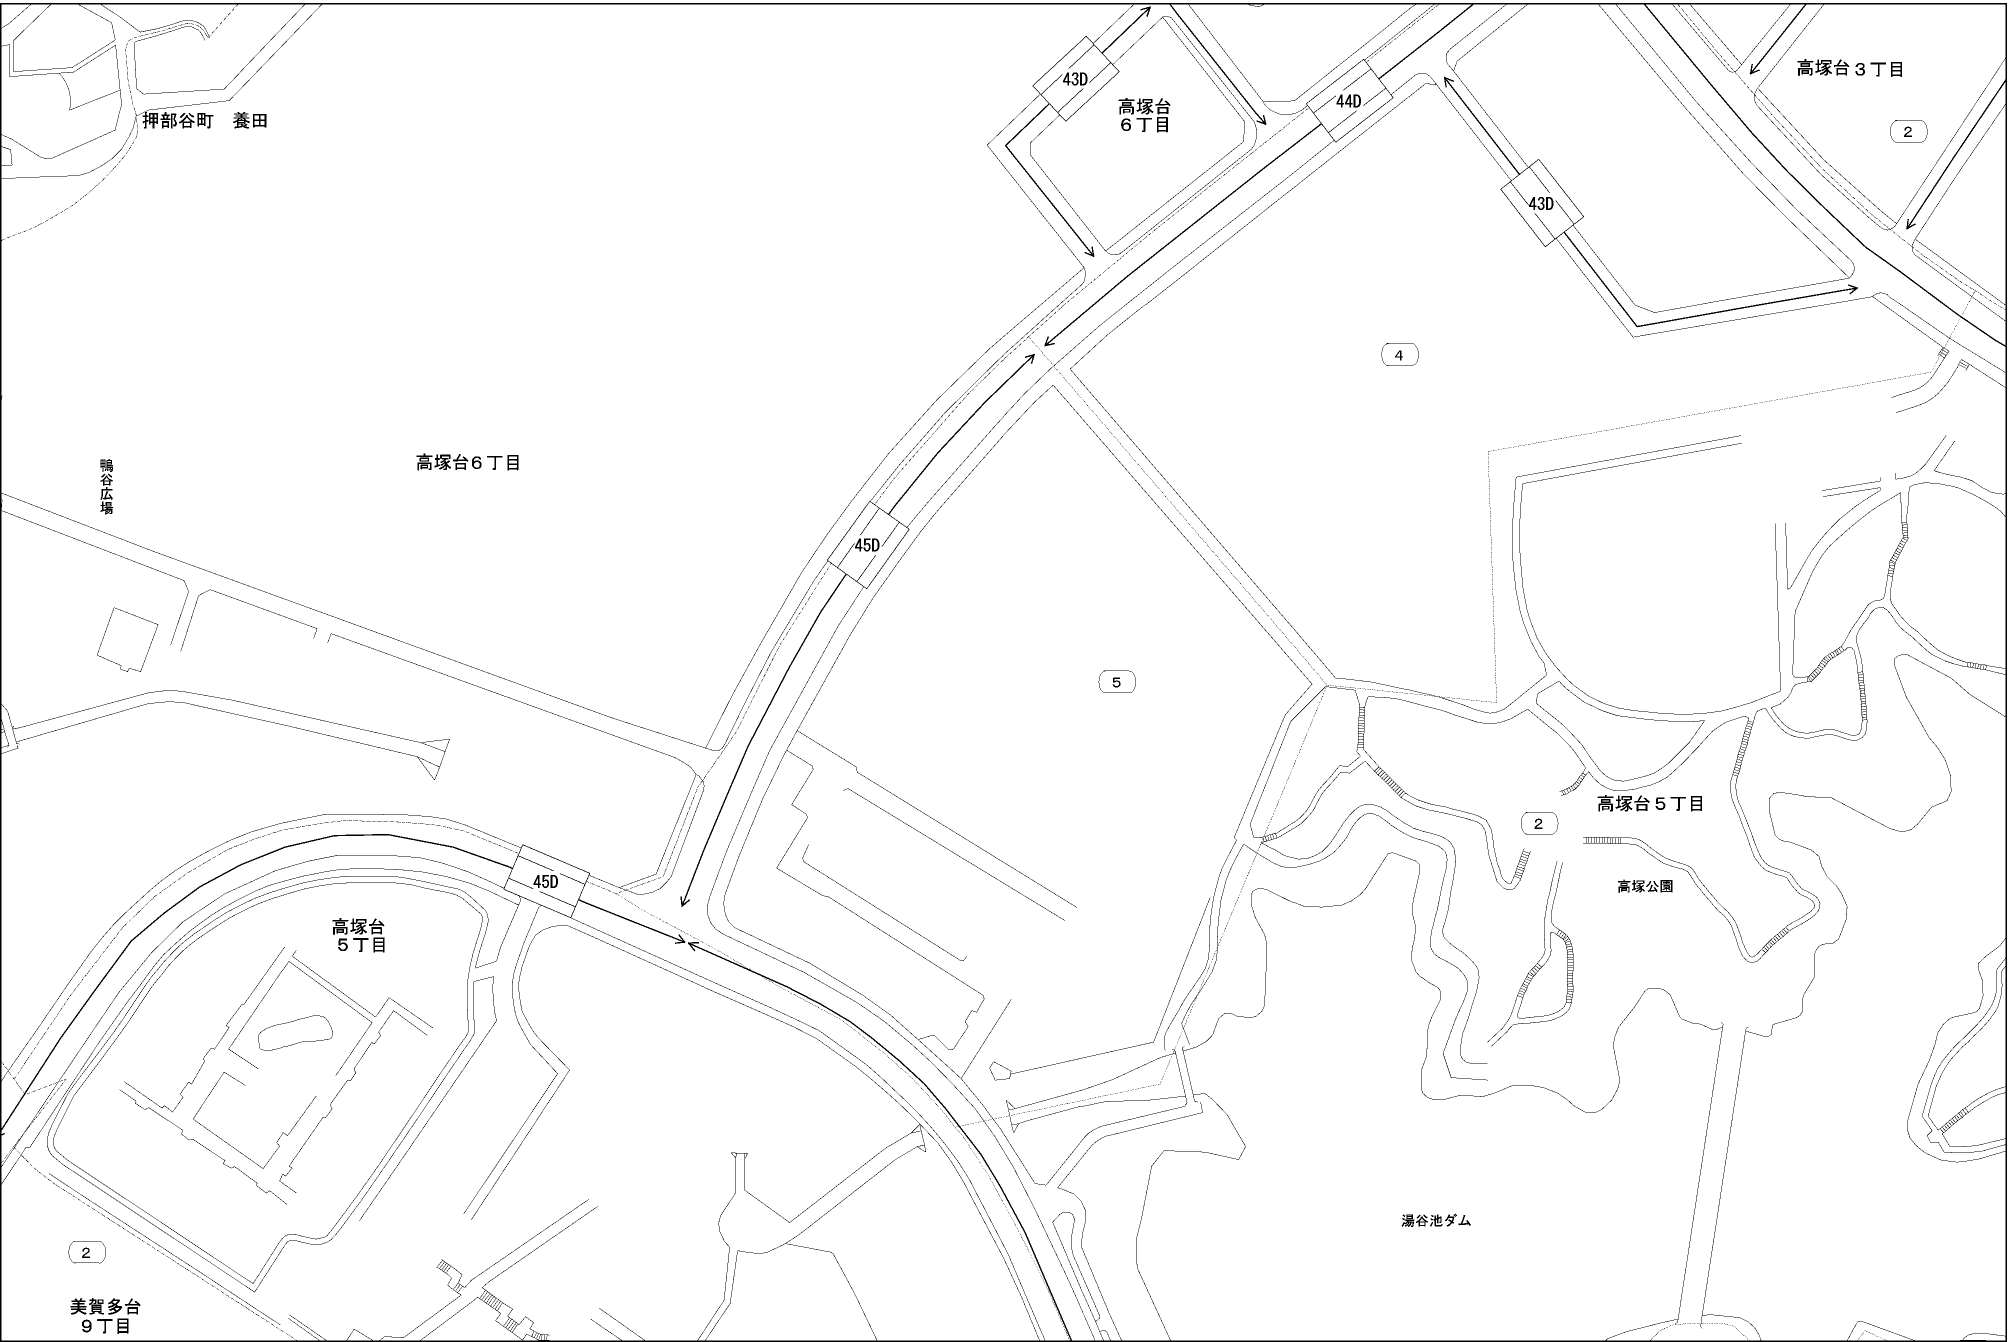 43D
高塚台
６丁目
44D
高塚台３丁目
2
押部谷町　養田
43D
4
高塚台６丁目
鴨谷広場
45D
5
高塚台５丁目
2
45D
高塚公園
高塚台
５丁目
湯谷池ダム
2
美賀多台
９丁目